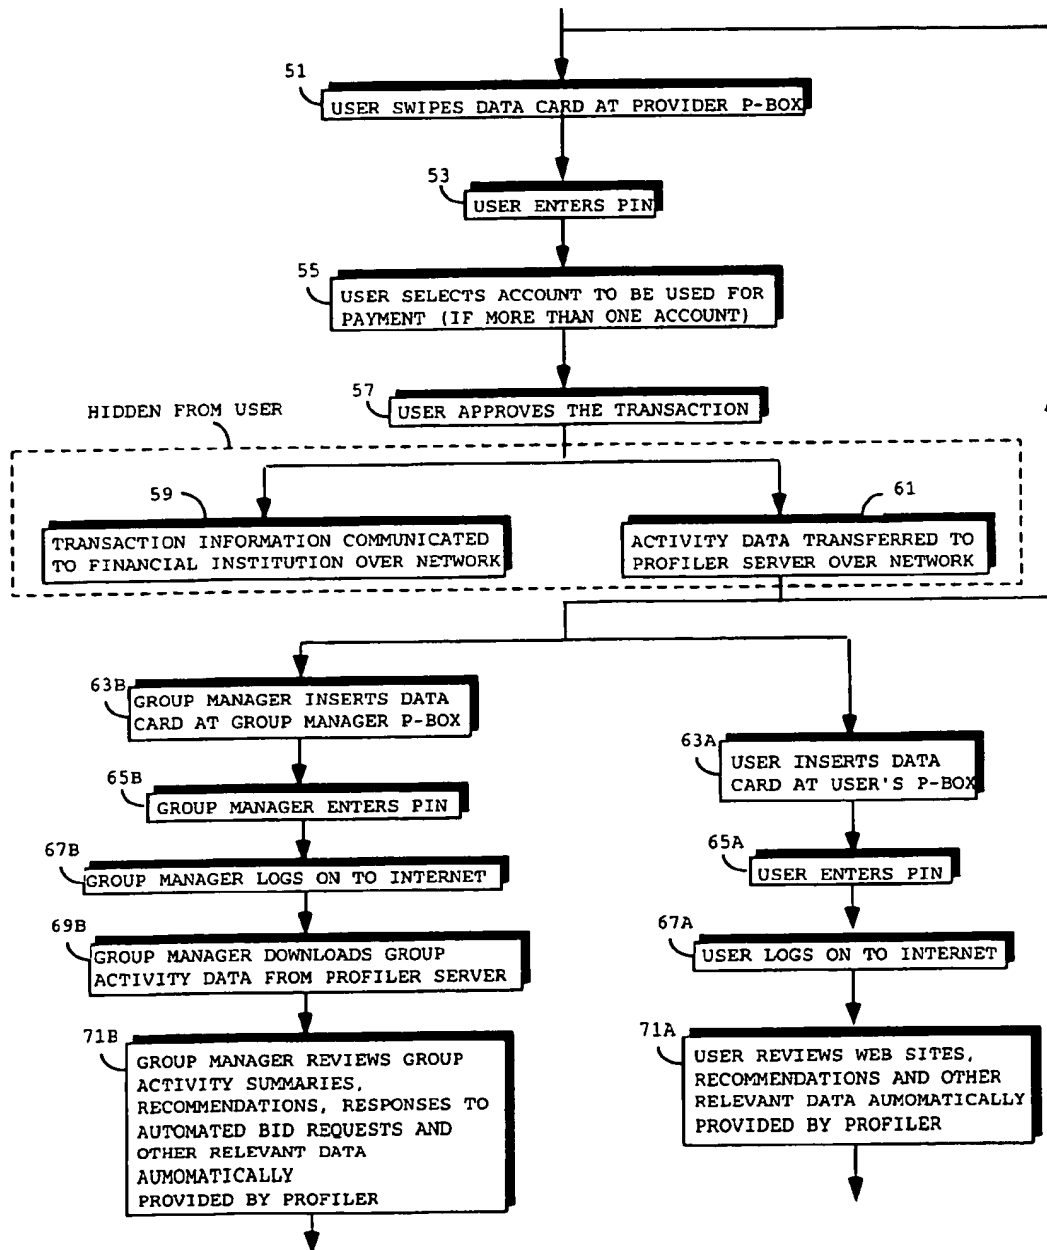 51
USER SWIPES DATA CARD AT PROVIDER P-BOX
53
USER ENTERS PIN
55
USER SELECTS ACCOUNT TO BE USED FOR
PAYMENT (IF MORE THAN ONE ACCOUNT)
57
USER APPROVES THE TRANSACTION
HIDDEN FROM USER
59
TRANSACTION INFORMATION COMMUNICATED
TO FINANCIAL INSTITUTION OVER NETWORK
61
ACTIVITY DATA TRANSFERRED TO
PROFILER SERVER OVER NETWORK
63B
GROUP MANAGER INSERTS DATA
CARD AT GROUP MANAGER P-BOX
65B
GROUP MANAGER ENTERS PIN
67B
GROUP MANAGER LOGS ON TO INTERNET
69B
GROUP MANAGER DOWNLOADS GROUP
ACTIVITY DATA FROM PROFILER SERVER
71B
GROUP MANAGER REVIEWS GROUP
ACTIVITY SUMMARIES,
RECOMMENDATIONS, RESPONSES TO
AUTOMATED BID REQUESTS AND
OTHER RELEVANT DATA
AUMOMATICALLY
PROVIDED BY PROFILER
63A
USER INSERTS DATA
CARD AT USER'S P-BOX
65A
USER ENTERS PIN
67A
USER LOGS ON TO INTERNET
71A
USER REVIEWS WEB SITES,
RECOMMENDATIONS AND OTHER
RELEVANT DATA AUMOMATICALLY
PROVIDED BY PROFILER